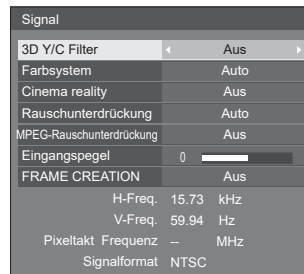 Signal
3D Y/C Filter Aus
Farbsystem Auto
Cinema reality Aus
Rauschunterdrückung Auto
MPEG-Rauschunterdrückung Aus
Eingangspegel 0
FRAME CREATION Aus
H-Freq. 15.73 kHz
V-Freq. 59.94 Hz
Pixeltakt Frequenz -- MHz
Signalformat NTSC